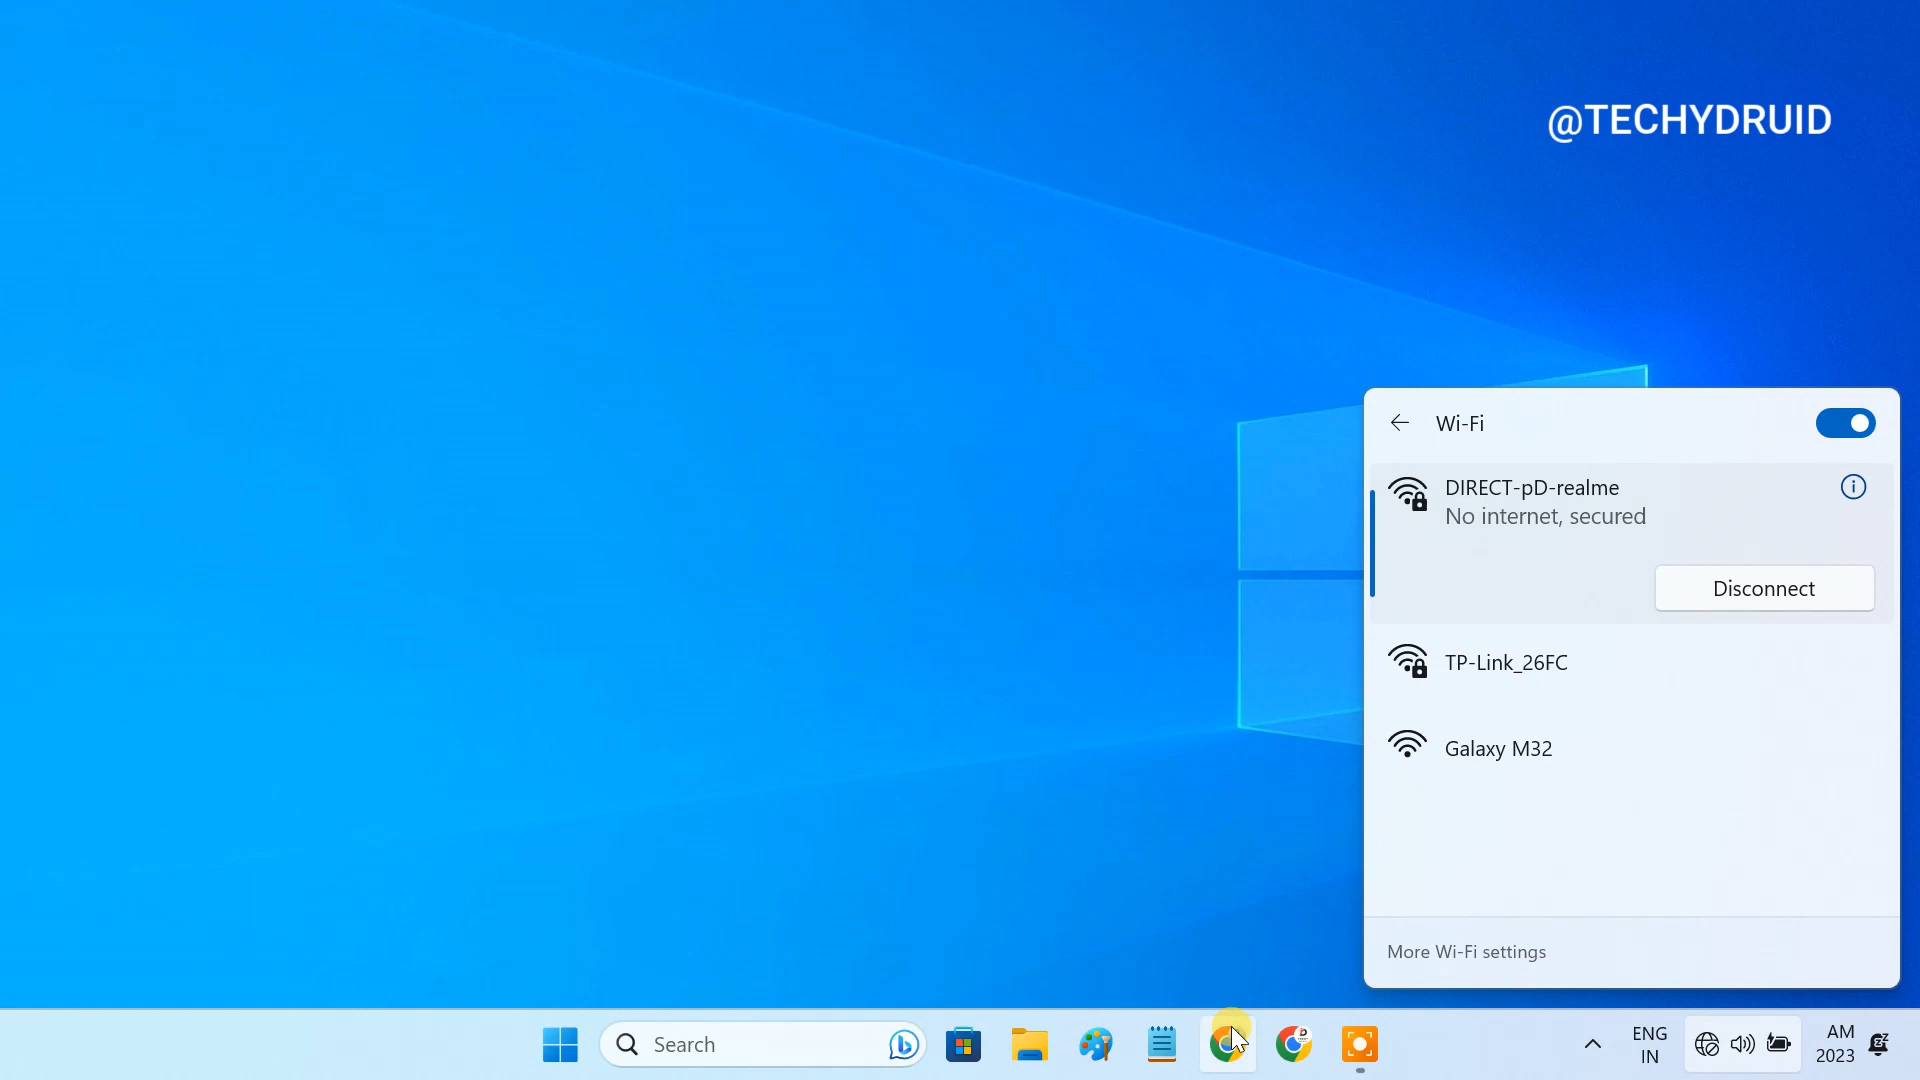 @TECHYDRUID
Wi-Fi
DIRECT-pD-realme
No internet, secured
Disconnect
TP-Link_26FC
Galaxy M32
More Wi-Fi settings
Search
ENG
IN
AM
2023